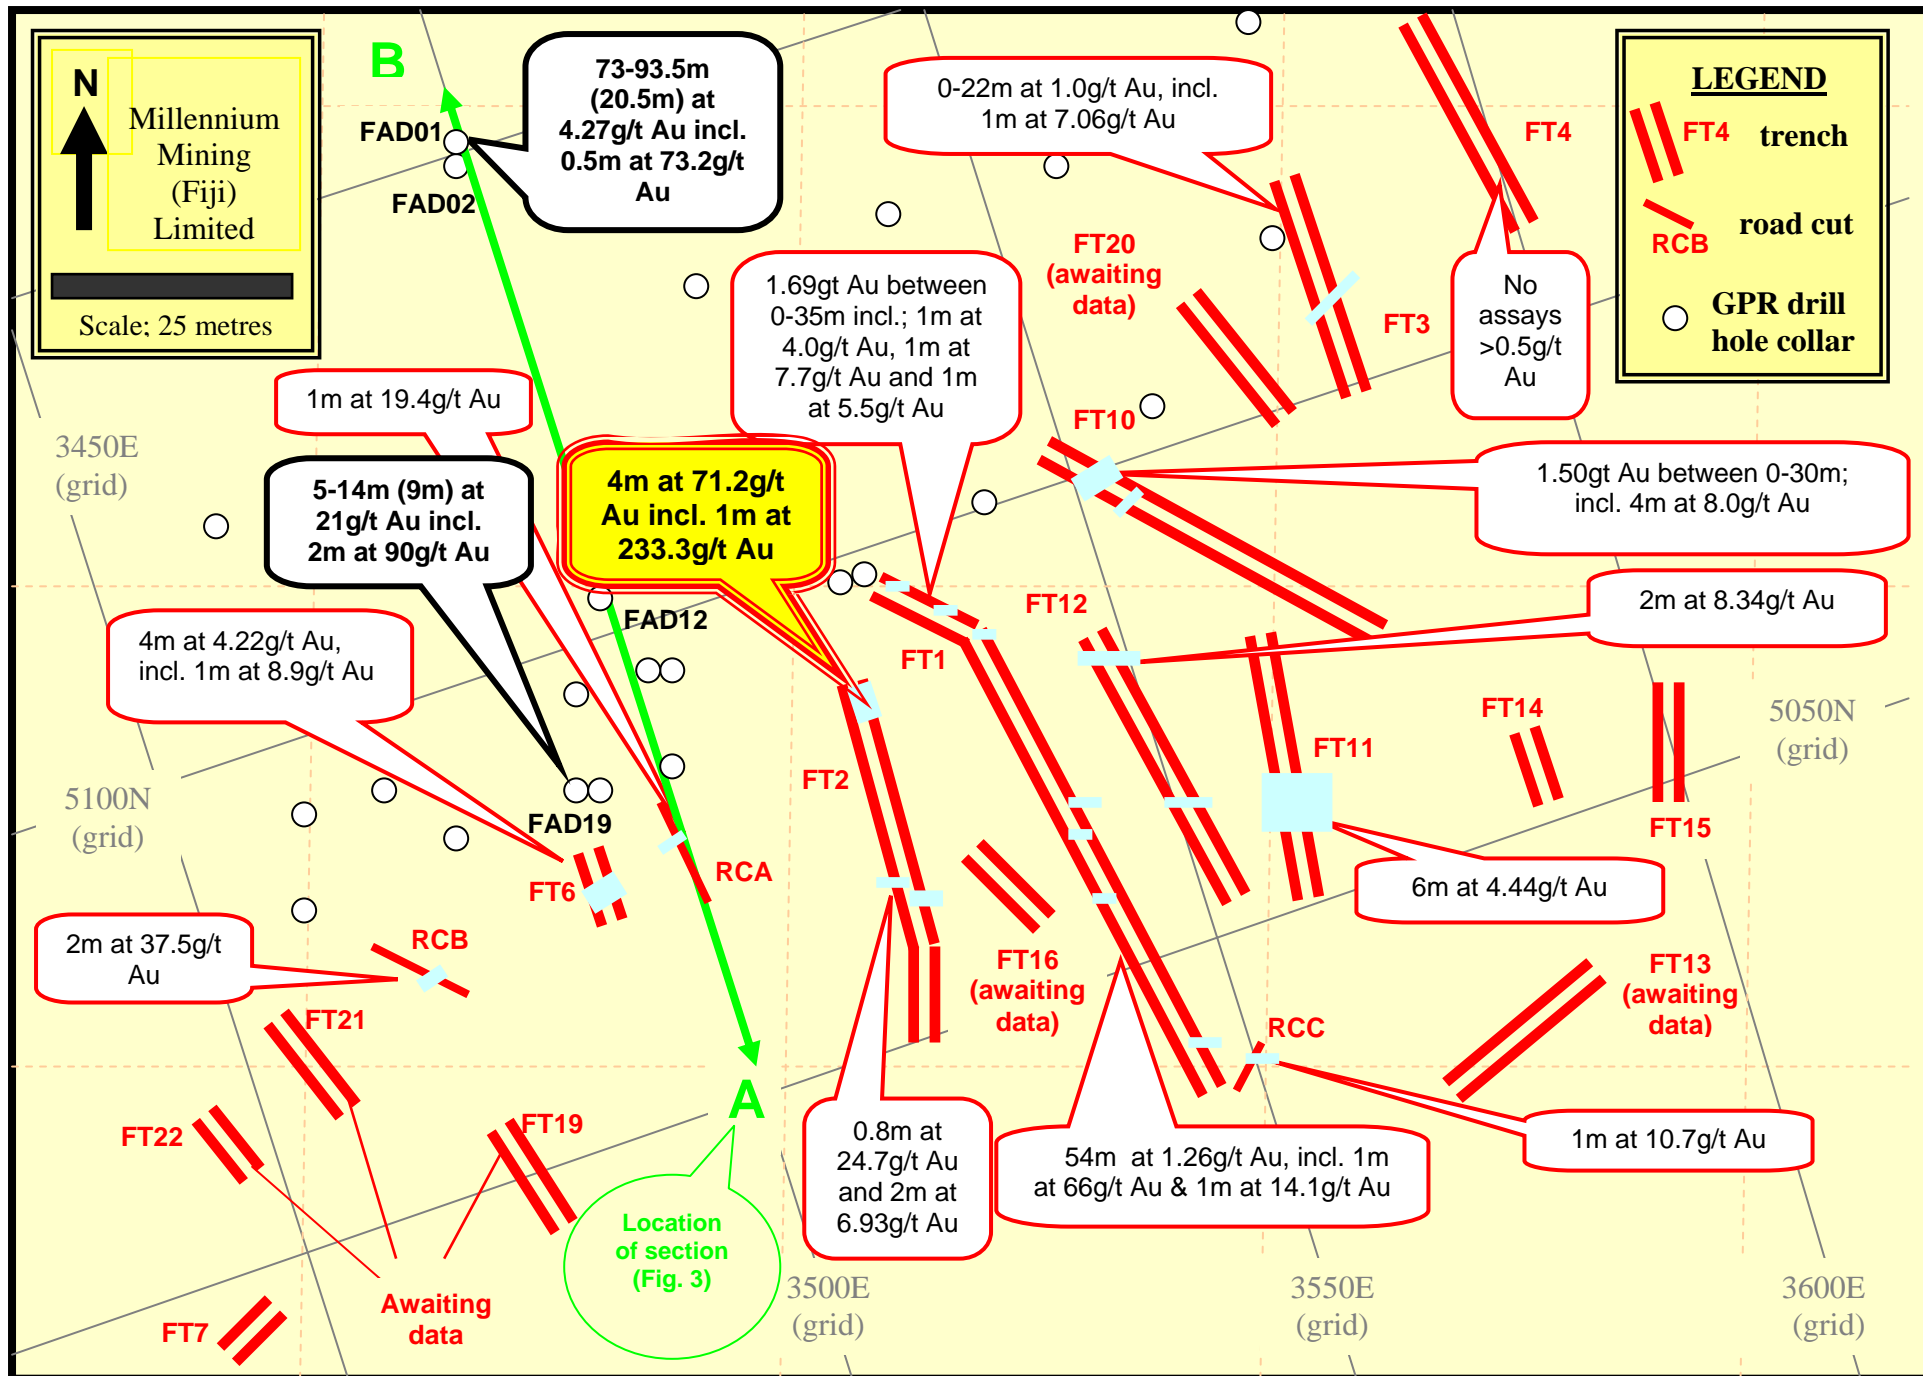 N
Millennium
Mining
(Fiji)
Limited
Scale; 25 metres
B
FAD01
FAD02
73-93.5m
(20.5m) at
4.27g/t Au incl.
0.5m at 73.2g/t
Au
0-22m at 1.0g/t Au, incl.
1m at 7.06g/t Au
FT4
LEGEND
FT4
trench
RCB
road cut
GPR drill
hole collar
FT20
(awaiting
data)
FT3
No
assays
>0.5g/t
Au
1.69gt Au between
0-35m incl.; 1m at
4.0g/t Au, 1m at
7.7g/t Au and 1m
at 5.5g/t Au
1m at 19.4g/t Au
FT10
3450E
(grid)
5-14m (9m) at
21g/t Au incl.
2m at 90g/t Au
4m at 71.2g/t
Au incl. 1m at
233.3g/t Au
1.50gt Au between 0-30m;
incl. 4m at 8.0g/t Au
2m at 8.34g/t Au
FAD12
FT12
FT1
4m at 4.22g/t Au,
incl. 1m at 8.9g/t Au
FT14
5050N
(grid)
FT11
FT2
5100N
(grid)
FAD19
FT15
RCA
FT6
6m at 4.44g/t Au
RCB
2m at 37.5g/t
Au
FT16
(awaiting
data)
FT13
(awaiting
data)
FT21
RCC
A
FT22
FT19
0.8m at
24.7g/t Au
and 2m at
6.93g/t Au
54m  at 1.26g/t Au, incl. 1m
at 66g/t Au & 1m at 14.1g/t Au
1m at 10.7g/t Au
Location
of section
(Fig. 3)
3500E
(grid)
3550E
(grid)
3600E
(grid)
Awaiting
data
FT7